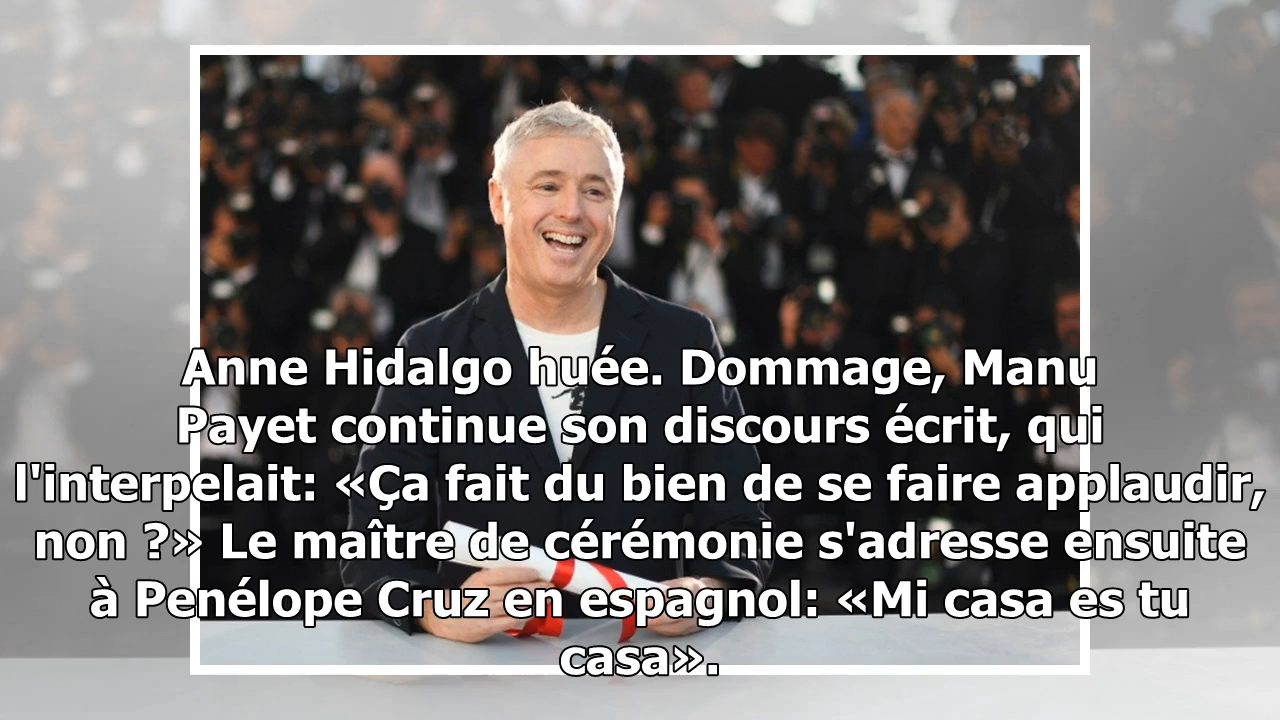 Anne Hidalgo huée. Dommage, Manu
Payet continue son discours écrit, qui
l'interpelait: «Ça fait du bien de se faire applaudir,
non ?» Le maître de cérémonie s'adresse ensuite
à Penélope Cruz en espagnol: «Mi casa es tu
casa».